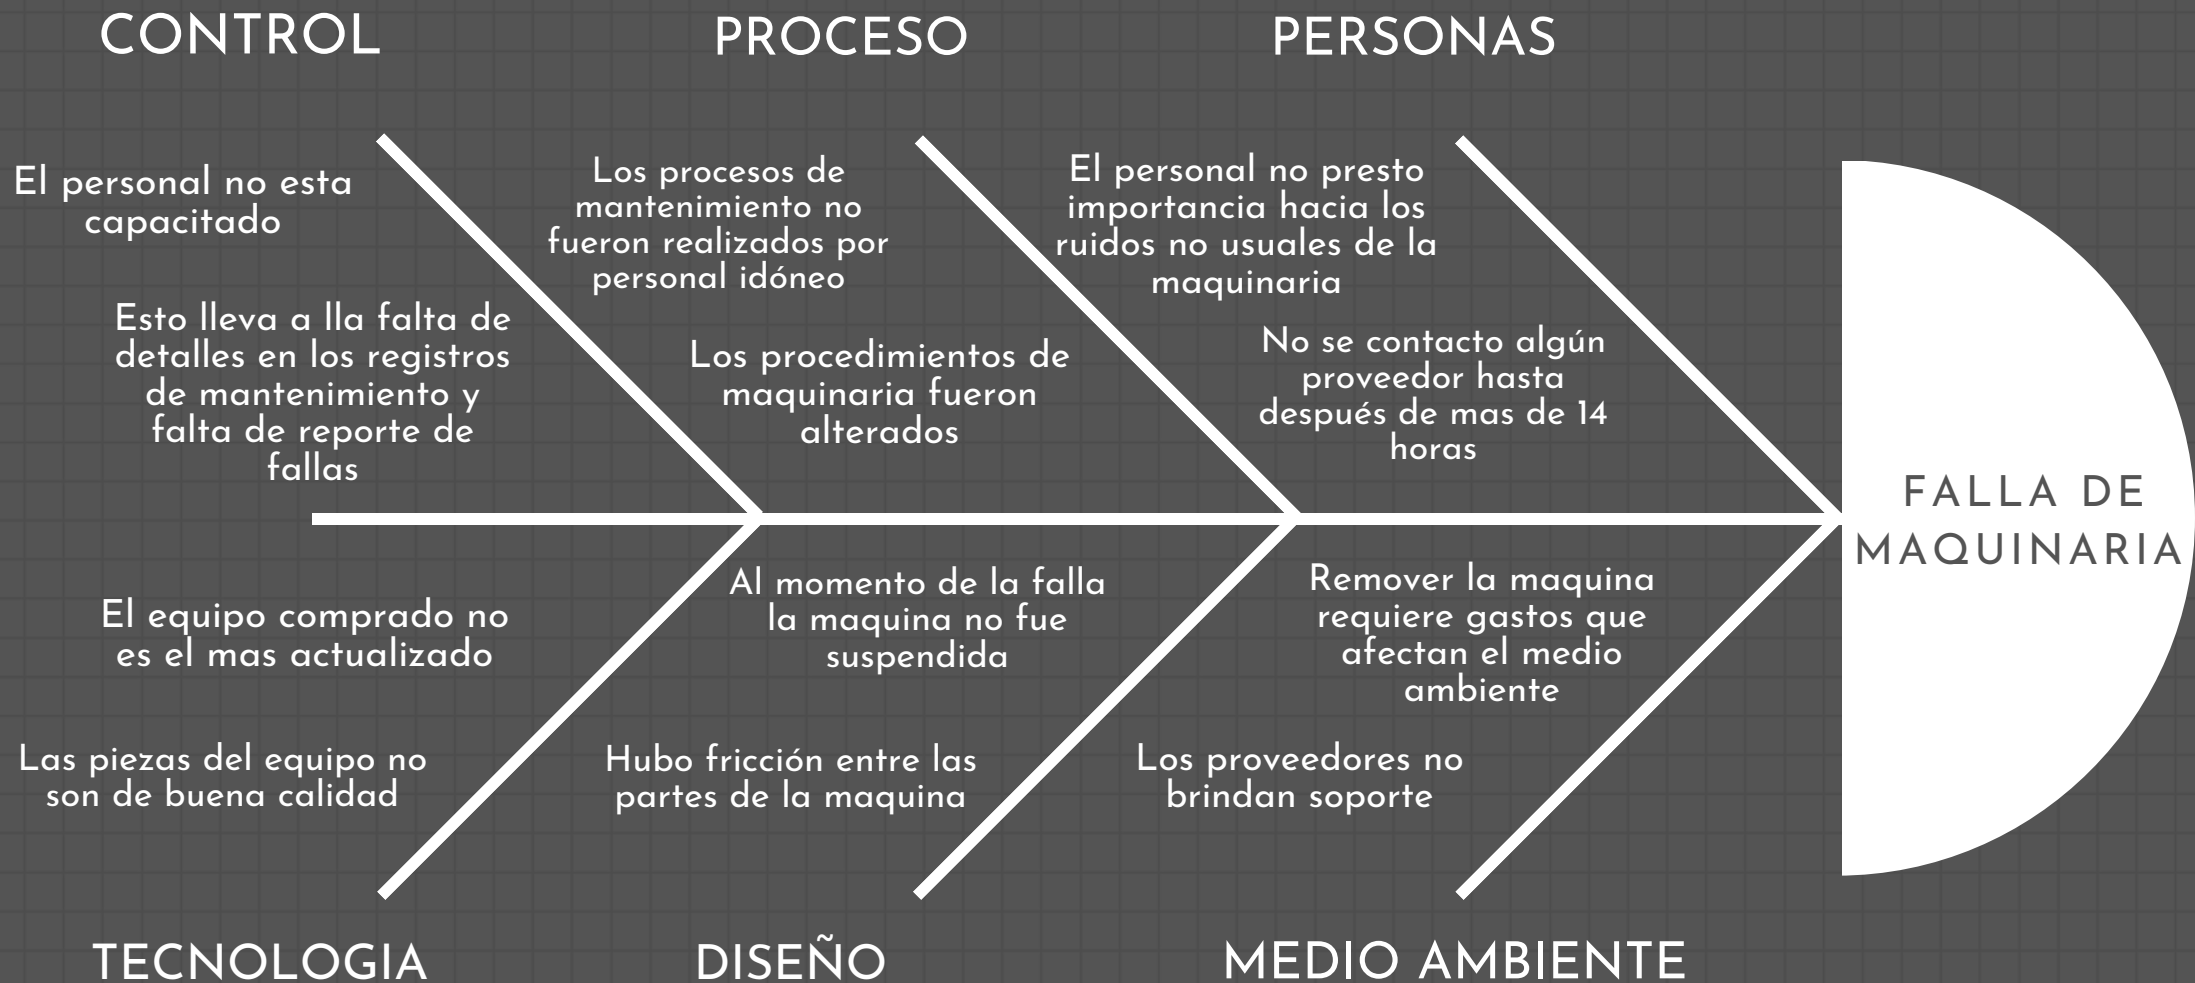 CONTROL
PROCESO
PERSONAS
El personal no esta
capacitado
Esto lleva a lla falta de
detalles en los registros
de mantenimiento y
falta de reporte de
fallas
Los procesos de
mantenimiento no
fueron realizados por
personal idóneo
Los procedimientos de
maquinaria fueron
alterados
El personal no presto
importancia hacia los
ruidos no usuales de la
maquinaria
No se contacto algún
proveedor hasta
después de mas de 14
horas
FALLA DE
MAQUINARIA
El equipo comprado no
es el mas actualizado
Las piezas del equipo no
son de buena calidad
Al momento de la falla
la maquina no fue
suspendida
Hubo fricción entre las
partes de la maquina
Remover la maquina
requiere gastos que
afectan el medio
ambiente
Los proveedores no
brindan soporte
TECNOLOGIA
DISEÑO
MEDIO AMBIENTE